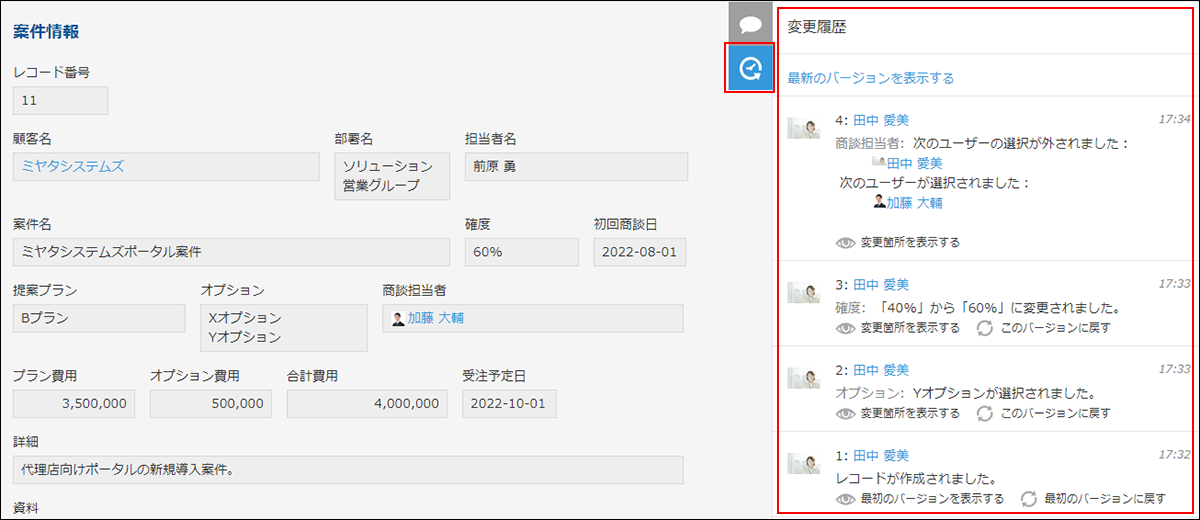 案件情報
レコード番号
11
顧客名
部署名
担当者名
ミヤタシステムズ
ソリューション
営業グループ
前原 勇
案件名
確度
初回商談日
ミヤタシステムズポータル案件
60%
2022-08-01
提案プラン
オプション
商談担当者
Bプラン
Xオプション
Yオプション
加藤 大輔
プラン費用
オプション費用
合計費用
受注予定日
3,500,000
500,000
4,000,000
2022-10-01
詳細
代理店向けポータルの新規導入案件。
資料
変更履歴
最新のバージョンを表示する
4: 田中 愛美 17:34
商談担当者: 次のユーザーの選択が外されました：
田中 愛美
次のユーザーが選択されました：
加藤 大輔
変更箇所を表示する
3: 田中 愛美 17:33
確度: 「40%」から「60%」に変更されました。
変更箇所を表示する このバージョンに戻す
2: 田中 愛美 17:33
オプション: Yオプションが選択されました。
変更箇所を表示する このバージョンに戻す
1: 田中 愛美 17:32
レコードが作成されました。
最初のバージョンを表示する 最初のバージョンに戻す